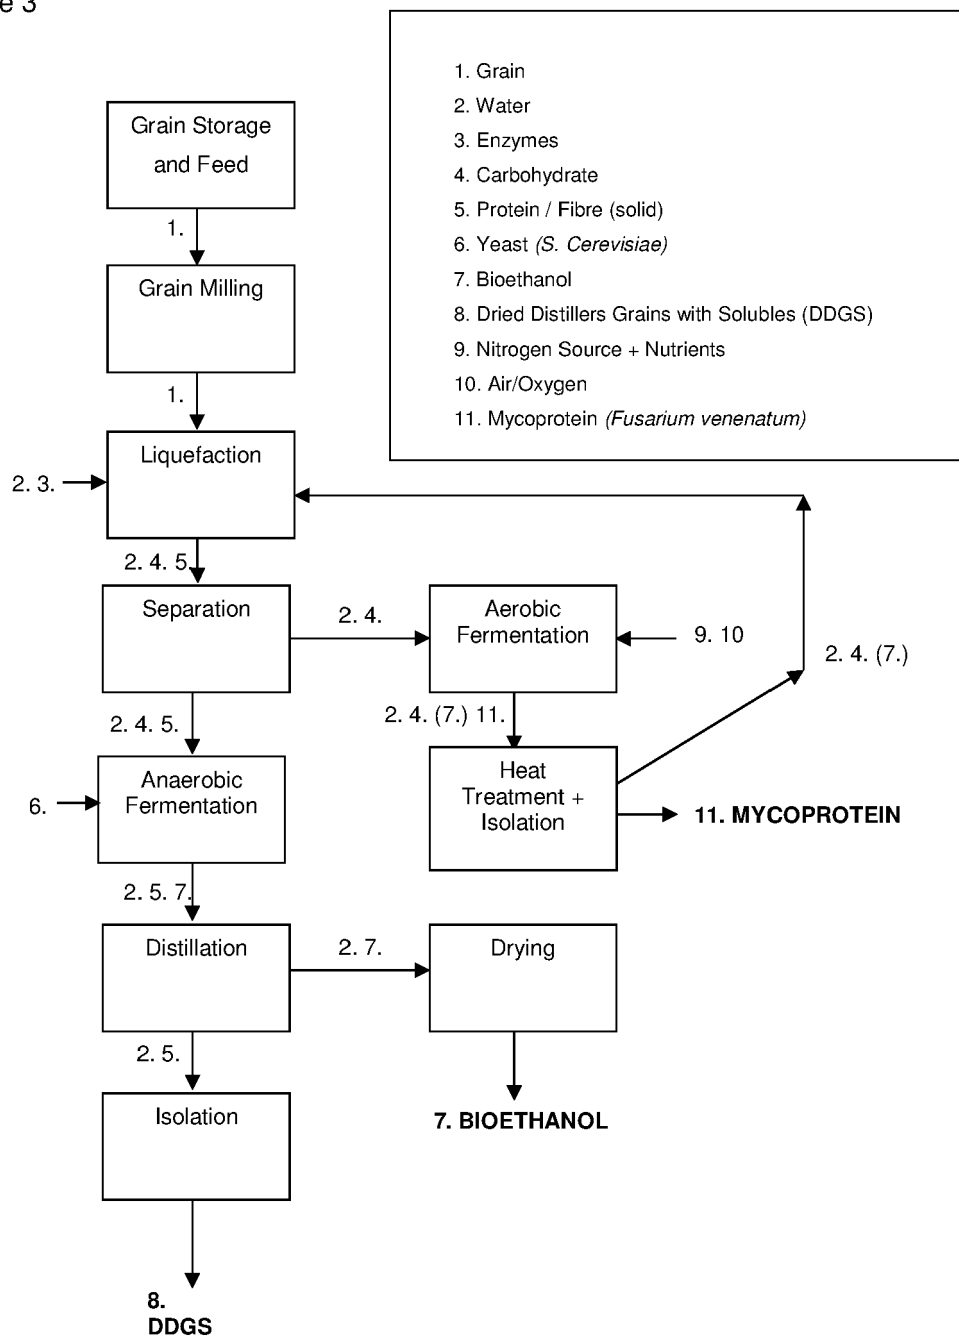 e 3
1. Grain
2. Water
3. Enzymes
4. Carbohydrate
5. Protein / Fibre (solid)
6. Yeast (S. Cerevisiae)
7. Bioethanol
8. Dried Distillers Grains with Solubles (DDGS)
9. Nitrogen Source + Nutrients
10. Air/Oxygen
11. Mycoprotein (Fusarium venenatum)
Grain Storage
and Feed
1.
Grain Milling
1.
Liquefaction
2. 3.
2. 4. 5.
Separation
2. 4.
Aerobic
Fermentation
9. 10
2. 4. (7.)
2. 4. 5.
2. 4. (7.) 11.
Anaerobic
Fermentation
6.
Heat
Treatment +
Isolation
11. MYCOPROTEIN
2. 5. 7.
Distillation
2. 7.
Drying
2. 5.
Isolation
7. BIOETHANOL
8.
DDGS